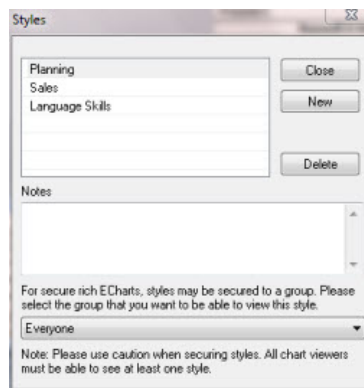 Styles
Planning
Sales
Language Skills
Close
New
Delete
Notes
For secure rich ECharts, styles may be secured to a group. Please
select the group that you want to be able to view this style.
Everyone
Note: Please use caution when securing styles. All chart viewers
must be able to see at least one style.